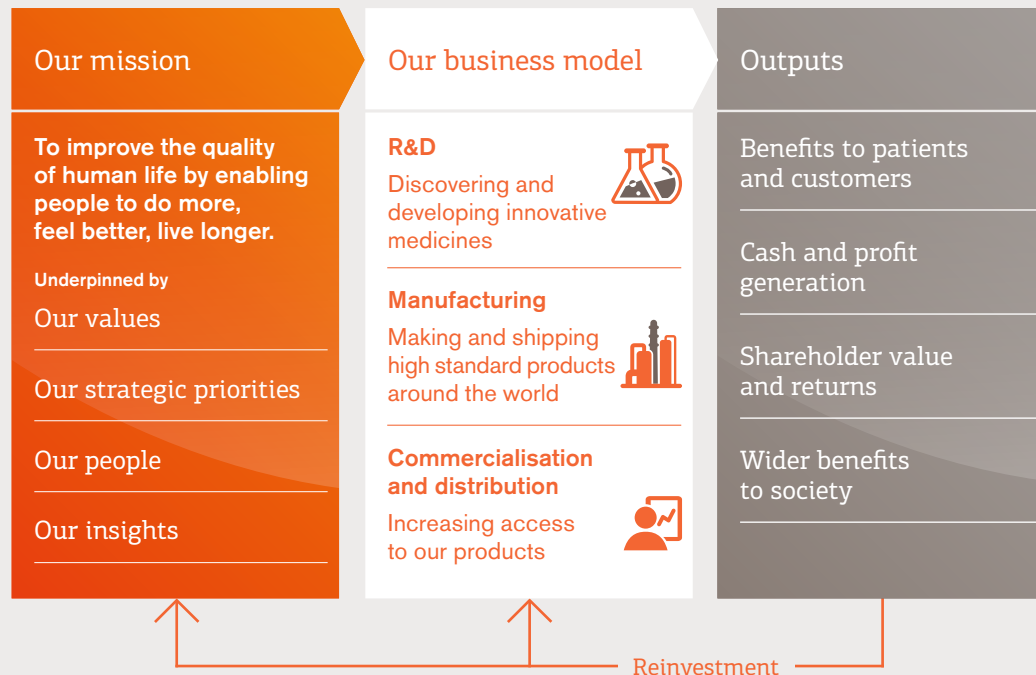 Our mission
To improve the quality
of human life by enabling
people to do more,
feel better, live longer.
Underpinned by
Our values
Our strategic priorities
Our people
Our insights
Our business model
R&D
Discovering and
developing innovative
medicines
Manufacturing
Making and shipping
high standard products
around the world
Commercialisation
and distribution
Increasing access
to our products
Outputs
Benefits to patients
and customers
Cash and profit
generation
Shareholder value
and returns
Wider benefits
to society
Reinvestment